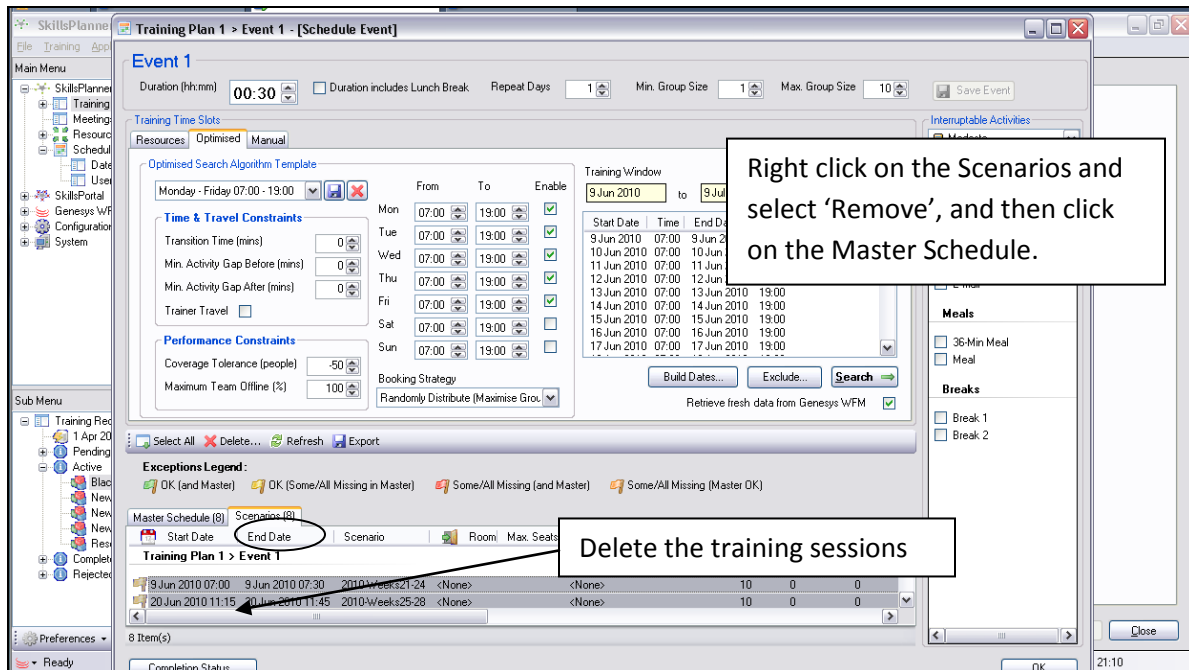 SkillsPlanner
Training Plan 1 > Event 1 - [Schedule Event]
File Training Appl
Main Menu
SkillsPlanner
Training
Meetings
Resourc
Schedul
Date
User
SkillsPortal
Genesys WF
Configuration
System
Event 1
Duration (hh:mm) 00:30 Duration includes Lunch Break Repeat Days 1 Min. Group Size 1 Max. Group Size 10 Save Event
Training Time Slots
Resources Optimised Manual
Optimised Search Algorithm Template
Monday - Friday 07:00 - 19:00
From To Enable
Time & Travel Constraints
Transition Time (mins) 0
Min. Activity Gap Before (mins) 0
Min. Activity Gap After (mins) 0
Trainer Travel
Performance Constraints
Coverage Tolerance (people) -50
Maximum Team Offline (%) 100
Mon 07:00 19:00
Tue 07:00 19:00
Wed 07:00 19:00
Thu 07:00 19:00
Fri 07:00 19:00
Sat 07:00 19:00
Sun 07:00 19:00
Booking Strategy
Randomly Distribute (Maximise Grou
Training Window
9 Jun 2010 to 9 Jul
Start Date Time End Da
9 Jun 2010 07:00 9 Jun 2
10 Jun 2010 07:00 10 Jun
11 Jun 2010 07:00 11 Jun
12 Jun 2010 07:00 12 Jun
13 Jun 2010 07:00 13 Jun 2010 19:00
14 Jun 2010 07:00 14 Jun 2010 19:00
15 Jun 2010 07:00 15 Jun 2010 19:00
16 Jun 2010 07:00 16 Jun 2010 19:00
17 Jun 2010 07:00 17 Jun 2010 19:00
Build Dates... Exclude... Search
Retrieve fresh data from Genesys WFM
Interruptable Activities
Right click on the Scenarios and
select ‘Remove’, and then click
on the Master Schedule.
Meals
36-Min Meal
Meal
Breaks
Break 1
Break 2
Sub Menu
Training Req
1 Apr 20
Pending
Active
Blac
New
New
New
Rese
Complete
Rejected
Select All Delete... Refresh Export
Exceptions Legend:
OK (and Master) OK (Some/All Missing in Master) Some/All Missing (and Master) Some/All Missing (Master OK)
Master Schedule (8) Scenarios (8)
Start Date End Date Scenario Room Max. Seats
Delete the training sessions
Training Plan 1 > Event 1
9 Jun 2010 07:00 9 Jun 2010 07:30 2010-Weeks21-24 <None> <None> 10 0 0
20 Jun 2010 11:15 20 Jun 2010 11:45 2010-Weeks25-28 <None> <None> 10 0 0
8 Item(s)
Preferences
Close
Ready
Completion Status
OK
21:10